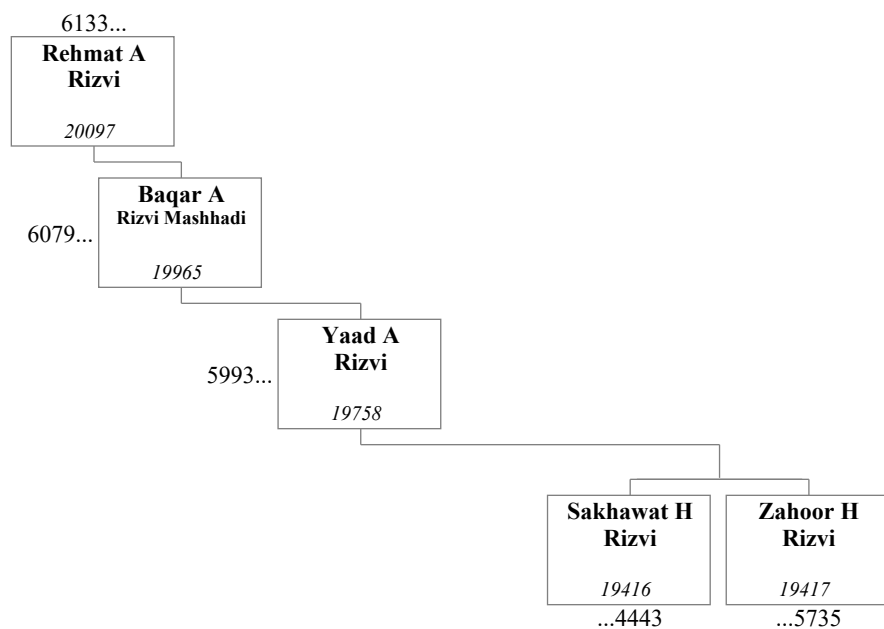 6133...
Rehmat A
Rizvi
20097
Baqar A
Rizvi Mashhadi
6079...
19965
Yaad A
Rizvi
5993...
19758
Sakhawat H
Rizvi
19416
...4443
Zahoor H
Rizvi
19417
...5735